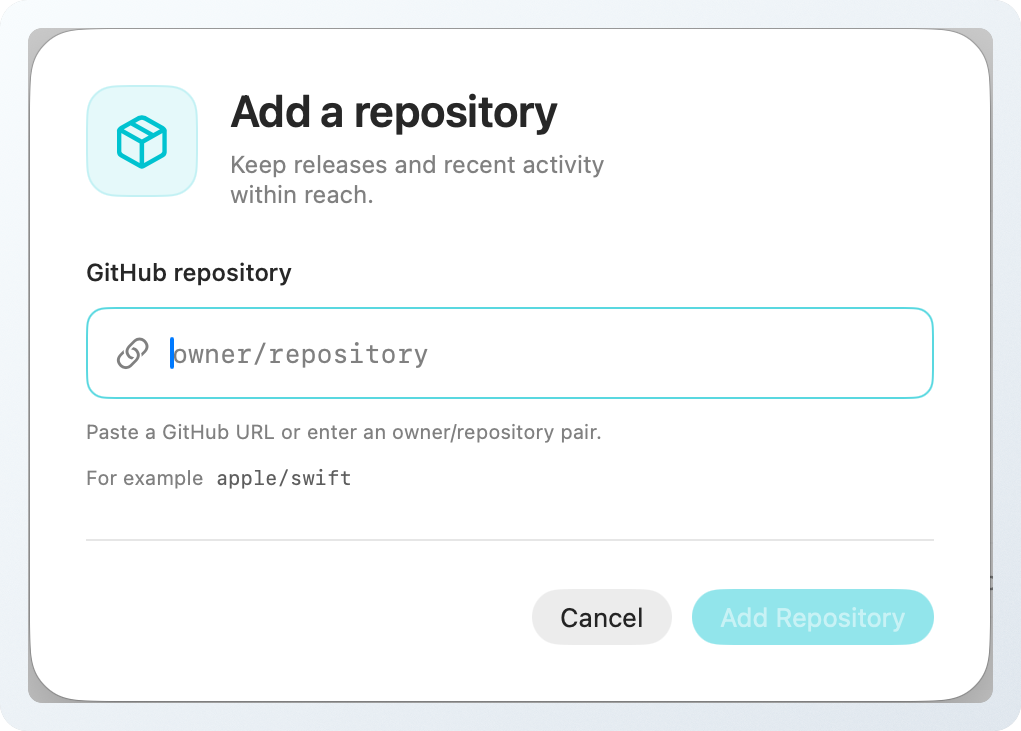 Add a repository
Keep releases and recent activity
within reach.
GitHub repository
owner/repository
Paste a GitHub URL or enter an owner/repository pair.
For example apple/swift
Cancel
Add Repository